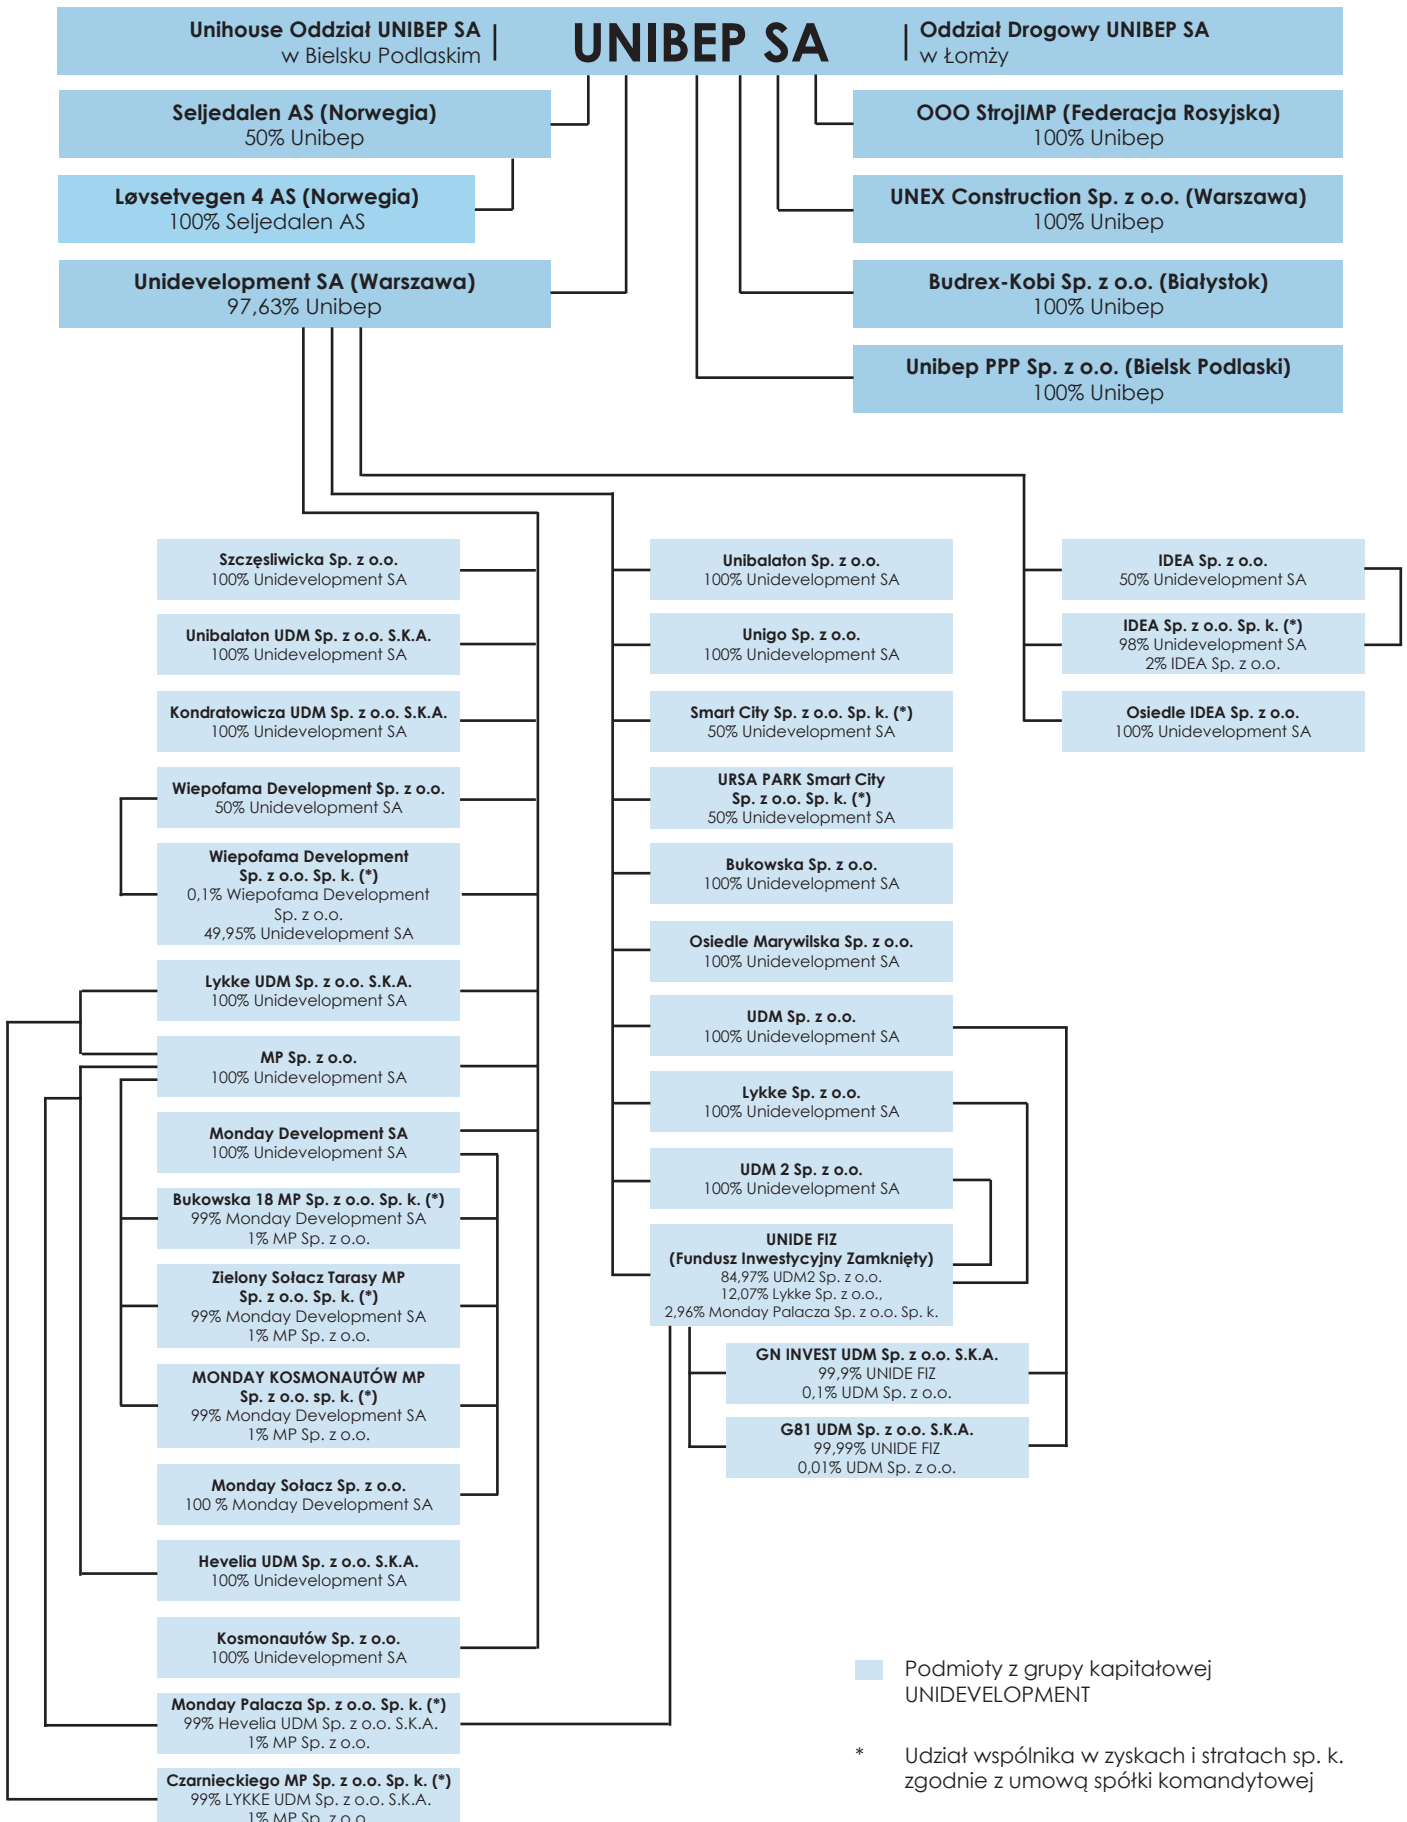 Unihouse Oddział UNIBEP SA
w Bielsku Podlaskim
UNIBEP SA
Oddział Drogowy UNIBEP SA
w Łomży
Seljedalen AS (Norwegia)
50% Unibep
Løvsetvegen 4 AS (Norwegia)
100% Seljedalen AS
Unidevelopment SA (Warszawa)
97,63% Unibep
OOO StrojIMP (Federacja Rosyjska)
100% Unibep
UNEX Construction Sp. z o.o. (Warszawa)
100% Unibep
Budrex-Kobi Sp. z o.o. (Białystok)
100% Unibep
Unibep PPP Sp. z o.o. (Bielsk Podlaski)
100% Unibep
Szczęsliwicka Sp. z o.o.
100% Unidevelopment SA
Unibalaton UDM Sp. z o.o. S.K.A.
100% Unidevelopment SA
Kondratowicza UDM Sp. z o.o. S.K.A.
100% Unidevelopment SA
Wiepofama Development Sp. z o.o.
50% Unidevelopment SA
Wiepofama Development
Sp. z o.o. Sp. k. (*)
0,1% Wiepofama Development
Sp. z o.o.
49,95% Unidevelopment SA
Lykke UDM Sp. z o.o. S.K.A.
100% Unidevelopment SA
MP Sp. z o.o.
100% Unidevelopment SA
Monday Development SA
100% Unidevelopment SA
Bukowska 18 MP Sp. z o.o. Sp. k. (*)
99% Monday Development SA
1% MP Sp. z o.o.
Zielony Sołacz Tarasy MP
Sp. z o.o. Sp. k. (*)
99% Monday Development SA
1% MP Sp. z o.o.
MONDAY KOSMONAUTÓW MP
Sp. z o.o. sp. k. (*)
99% Monday Development SA
1% MP Sp. z o.o.
Monday Sołacz Sp. z o.o.
100 % Monday Development SA
Hevelia UDM Sp. z o.o. S.K.A.
100% Unidevelopment SA
Kosmonautów Sp. z o.o.
100% Unidevelopment SA
Monday Palacza Sp. z o.o. Sp. k. (*)
99% Hevelia UDM Sp. z o.o. S.K.A.
1% MP Sp. z o.o.
Czarnieckiego MP Sp. z o.o. Sp. k. (*)
99% LYKKE UDM Sp. z o.o. S.K.A.
1% MP Sp. z o.o.
Unibalaton Sp. z o.o.
100% Unidevelopment SA
Unigo Sp. z o.o.
100% Unidevelopment SA
Smart City Sp. z o.o. Sp. k. (*)
50% Unidevelopment SA
URSA PARK Smart City
Sp. z o.o. Sp. k. (*)
50% Unidevelopment SA
Bukowska Sp. z o.o.
100% Unidevelopment SA
Osiedle Marywilska Sp. z o.o.
100% Unidevelopment SA
UDM Sp. z o.o.
100% Unidevelopment SA
Lykke Sp. z o.o.
100% Unidevelopment SA
UDM 2 Sp. z o.o.
100% Unidevelopment SA
UNIDE FIZ
(Fundusz Inwestycyjny Zamknięty)
84,97% UDM2 Sp. z o.o.
12,07% Lykke Sp. z o.o.,
2,96% Monday Palacza Sp. z o.o. Sp. k.
GN INVEST UDM Sp. z o.o. S.K.A.
99,9% UNIDE FIZ
0,1% UDM Sp. z o.o.
G81 UDM Sp. z o.o. S.K.A.
99,99% UNIDE FIZ
0,01% UDM Sp. z o.o.
IDEA Sp. z o.o.
50% Unidevelopment SA
IDEA Sp. z o.o. Sp. k. (*)
98% Unidevelopment SA
2% IDEA Sp. z o.o.
Osiedle IDEA Sp. z o.o.
100% Unidevelopment SA
Podmioty z grupy kapitałowej
UNIDEVELOPMENT
* Udział wspólnika w zyskach i stratach sp. k.
zgodnie z umową spółki komandytowej